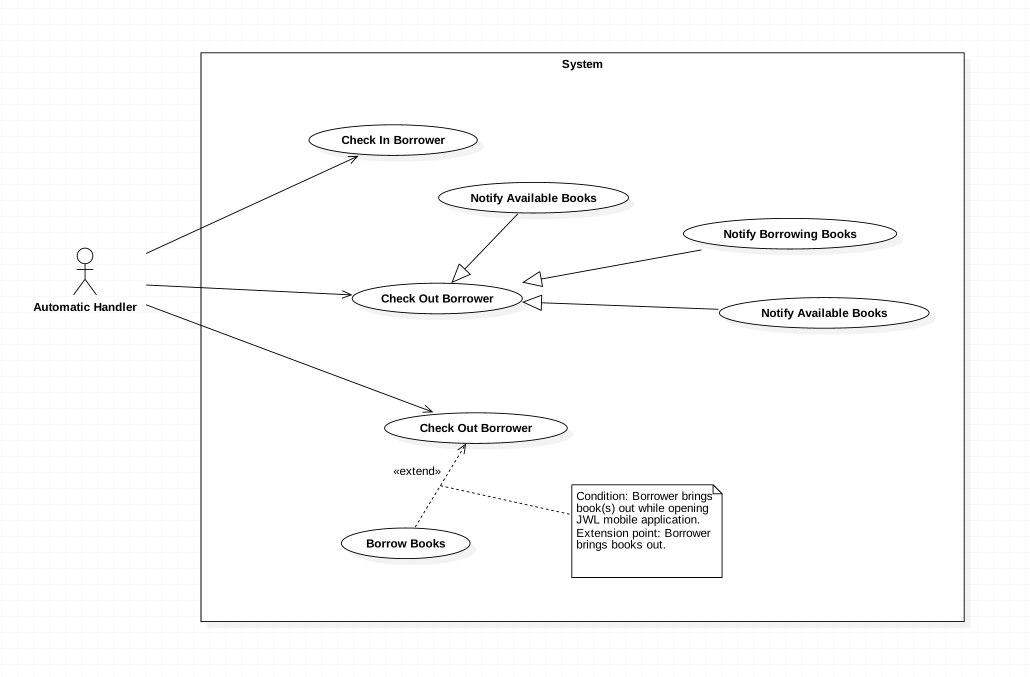 System
Check In Borrower
Notify Available Books
Notify Borrowing Books
Automatic Handler
Check Out Borrower
Notify Available Books
Check Out Borrower
«extend»
Condition: Borrower brings
book(s) out while opening
JWL mobile application.
Extension point: Borrower
brings books out.
Borrow Books